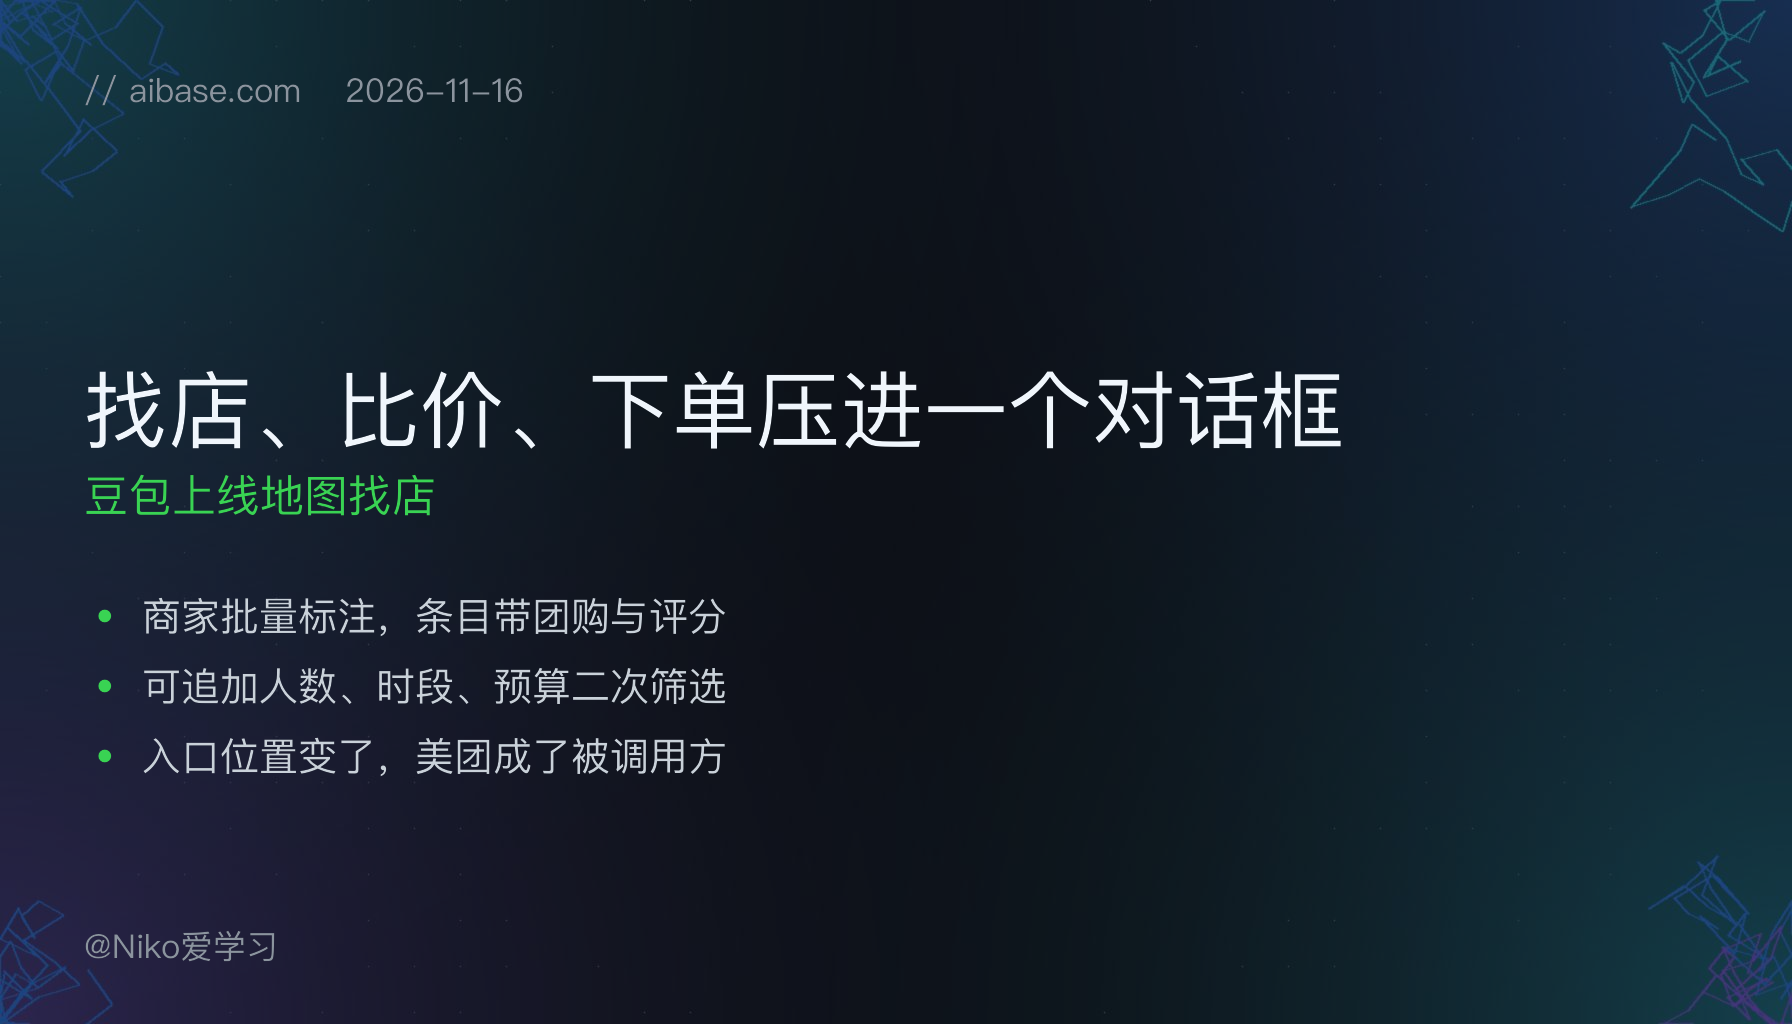 // aibase.com 2026-11-16
找店、比价、下单压进一个对话框
豆包上线地图找店
• 商家批量标注，条目带团购与评分
• 可追加人数、时段、预算二次筛选
• 入口位置变了，美团成了被调用方
@Niko爱学习